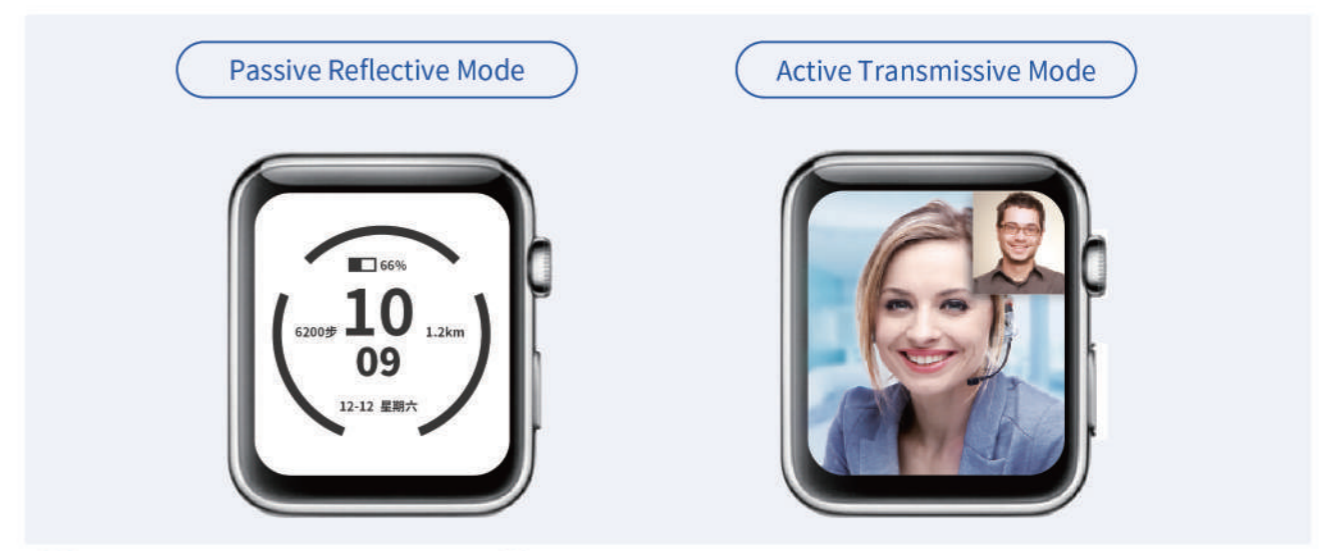 Passive Reflective Mode
Active Transmissive Mode
66%
10
6200步
1.2km
09
12-12 星期六